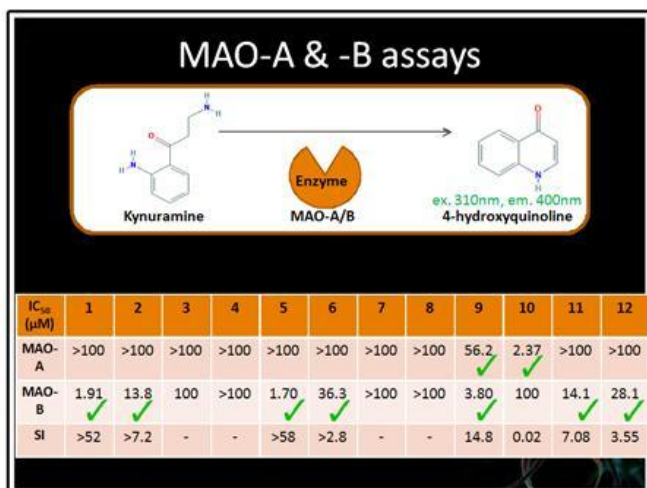 MAO-A & -B assays
H
N
H
O
H
N
H
Kynuramine
Enzyme
MAO-A/B
O
N
H
4-hydroxyquinoline
ex. 310nm, em. 400nm
IC50 (µM) 1 2 3 4 5 6 7 8 9 10 11 12
MAO-A >100 >100 >100 >100 >100 >100 >100 >100 56.2 2.37 >100 >100
MAO-B 1.91 13.8 100 >100 1.70 36.3 >100 >100 3.80 100 14.1 28.1
SI >52 >7.2 - - >58 >2.8 - - 14.8 0.02 7.08 3.55